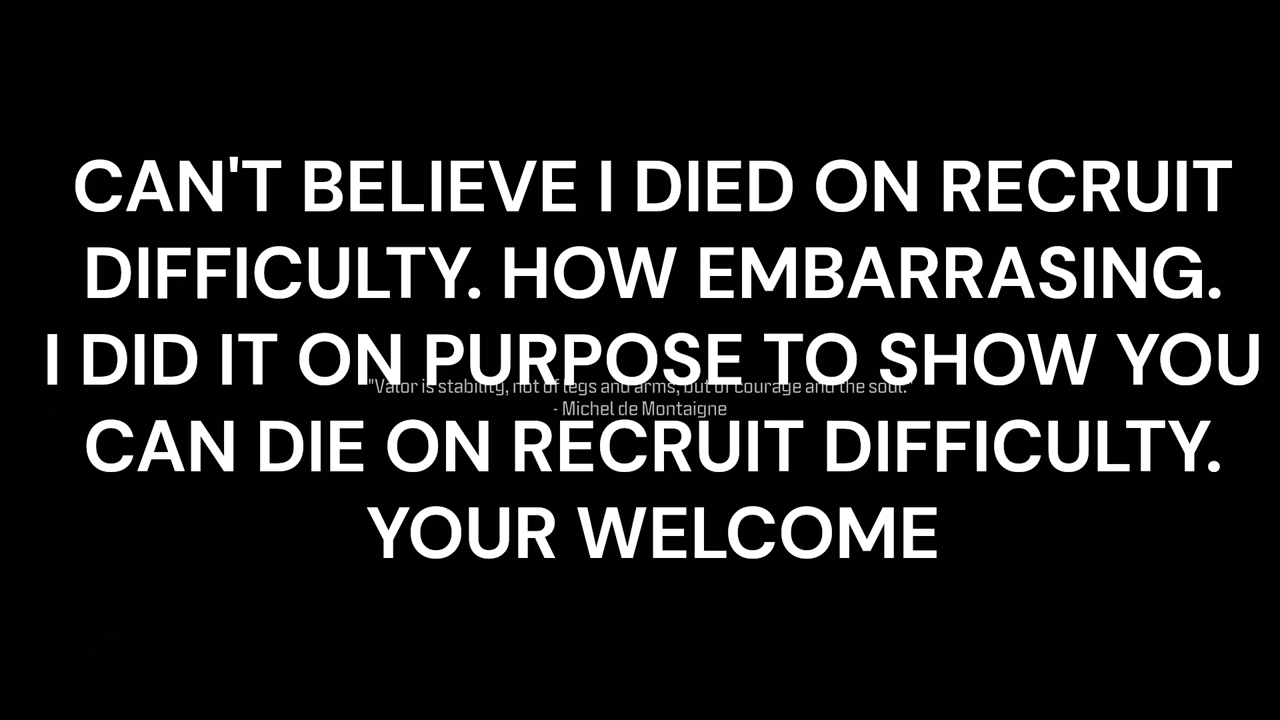 CAN'T BELIEVE I DIED ON RECRUIT
DIFFICULTY. HOW EMBARRASING.
I DID IT ON PURPOSE TO SHOW YOU
"Valor is stability, not of legs and arms, but of courage and the soul."
- Michel de Montaigne
CAN DIE ON RECRUIT DIFFICULTY.
YOUR WELCOME